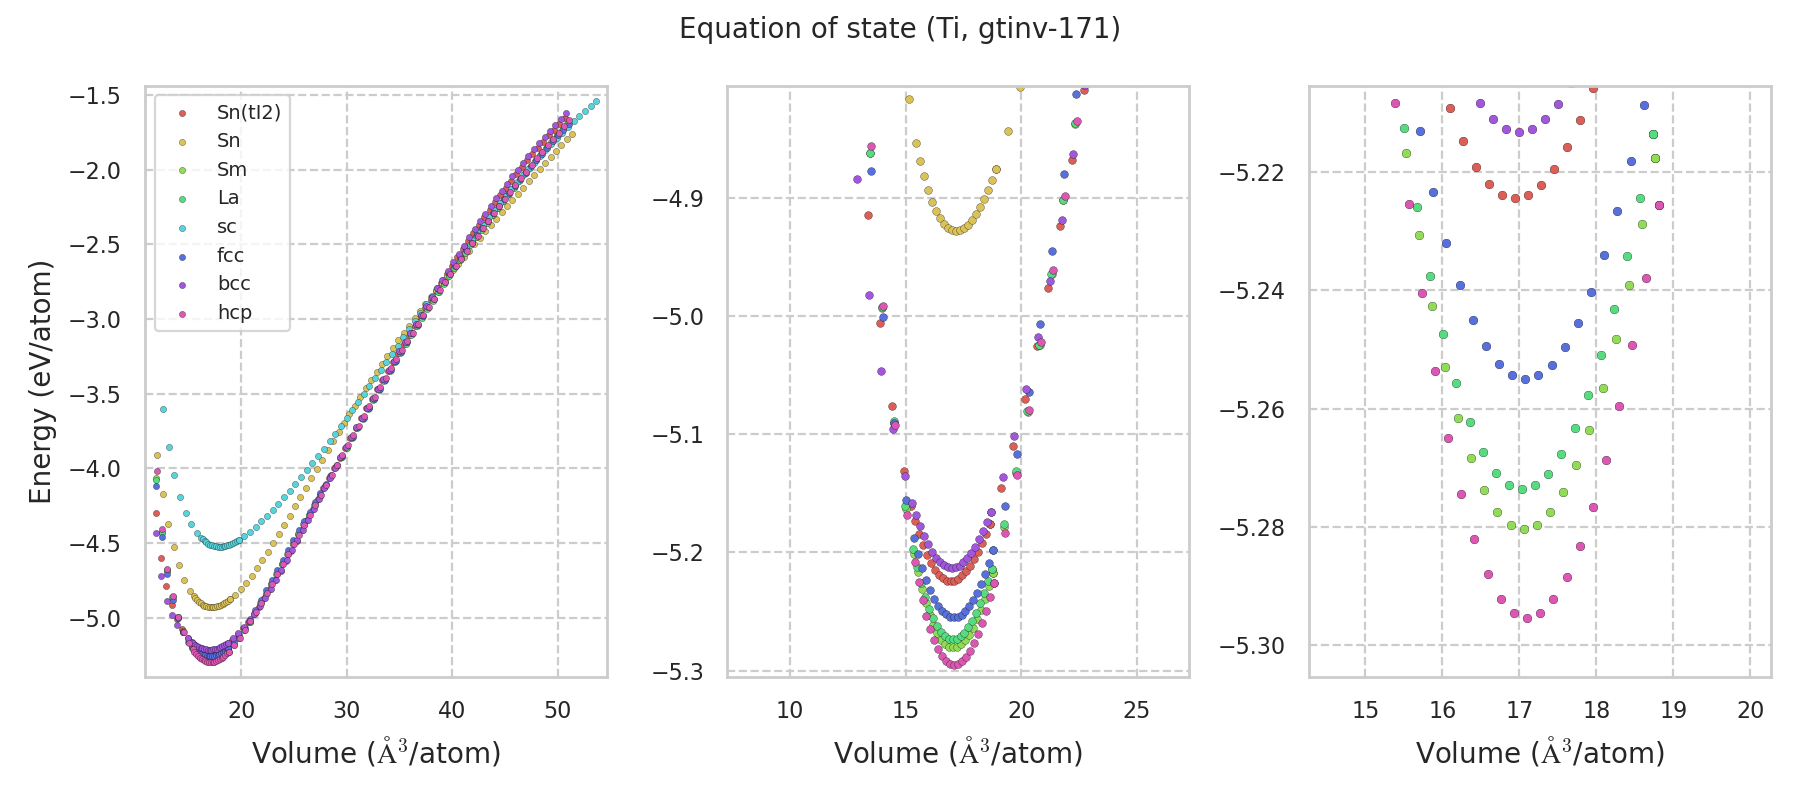 Equation of state (Ti, gtinv-171)
Energy (eV/atom)
−1.5
−2.0
−2.5
−3.0
−3.5
−4.0
−4.5
−5.0
Sn(tI2)
Sn
Sm
La
sc
fcc
bcc
hcp
20 30 40 50
Volume (Å³/atom)
−4.9
−5.0
−5.1
−5.2
−5.3
10 15 20 25
Volume (Å³/atom)
−5.22
−5.24
−5.26
−5.28
−5.30
15 16 17 18 19 20
Volume (Å³/atom)